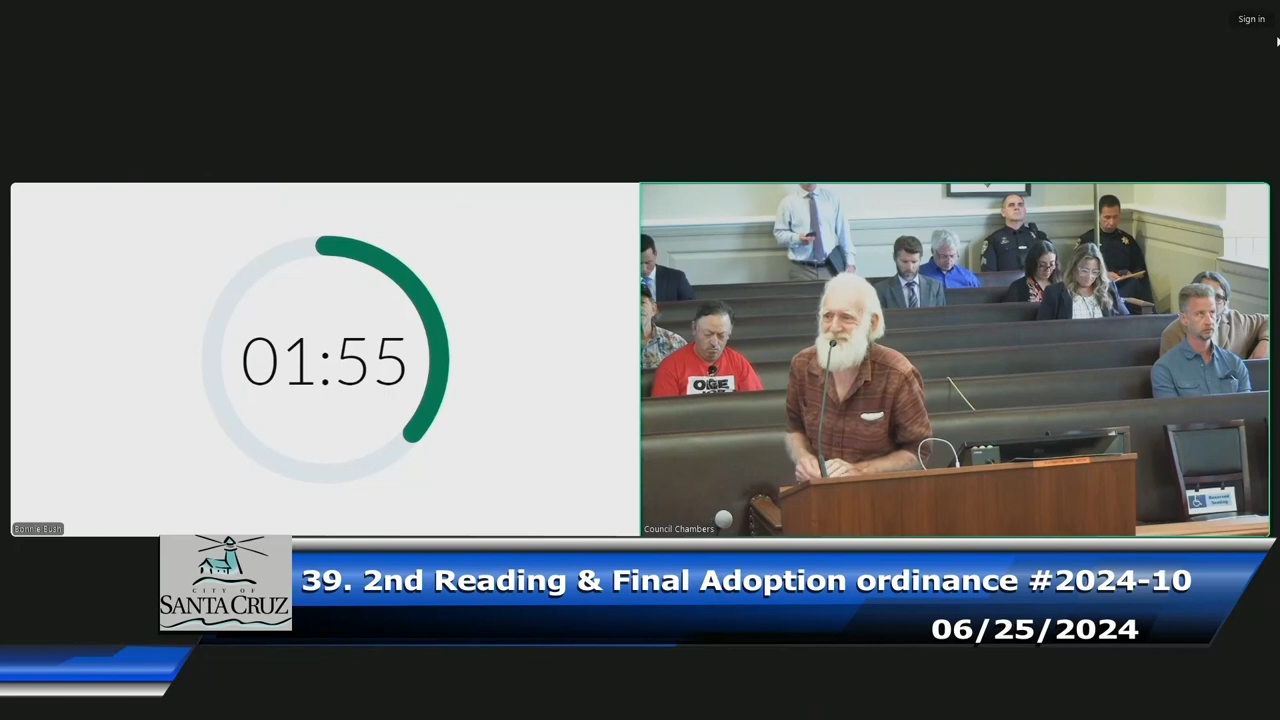 Sign in
01:55
Bonnie Bush
Council Chambers
CITY OF
SANTA CRUZ
39. 2nd Reading & Final Adoption ordinance #2024-10
06/25/2024